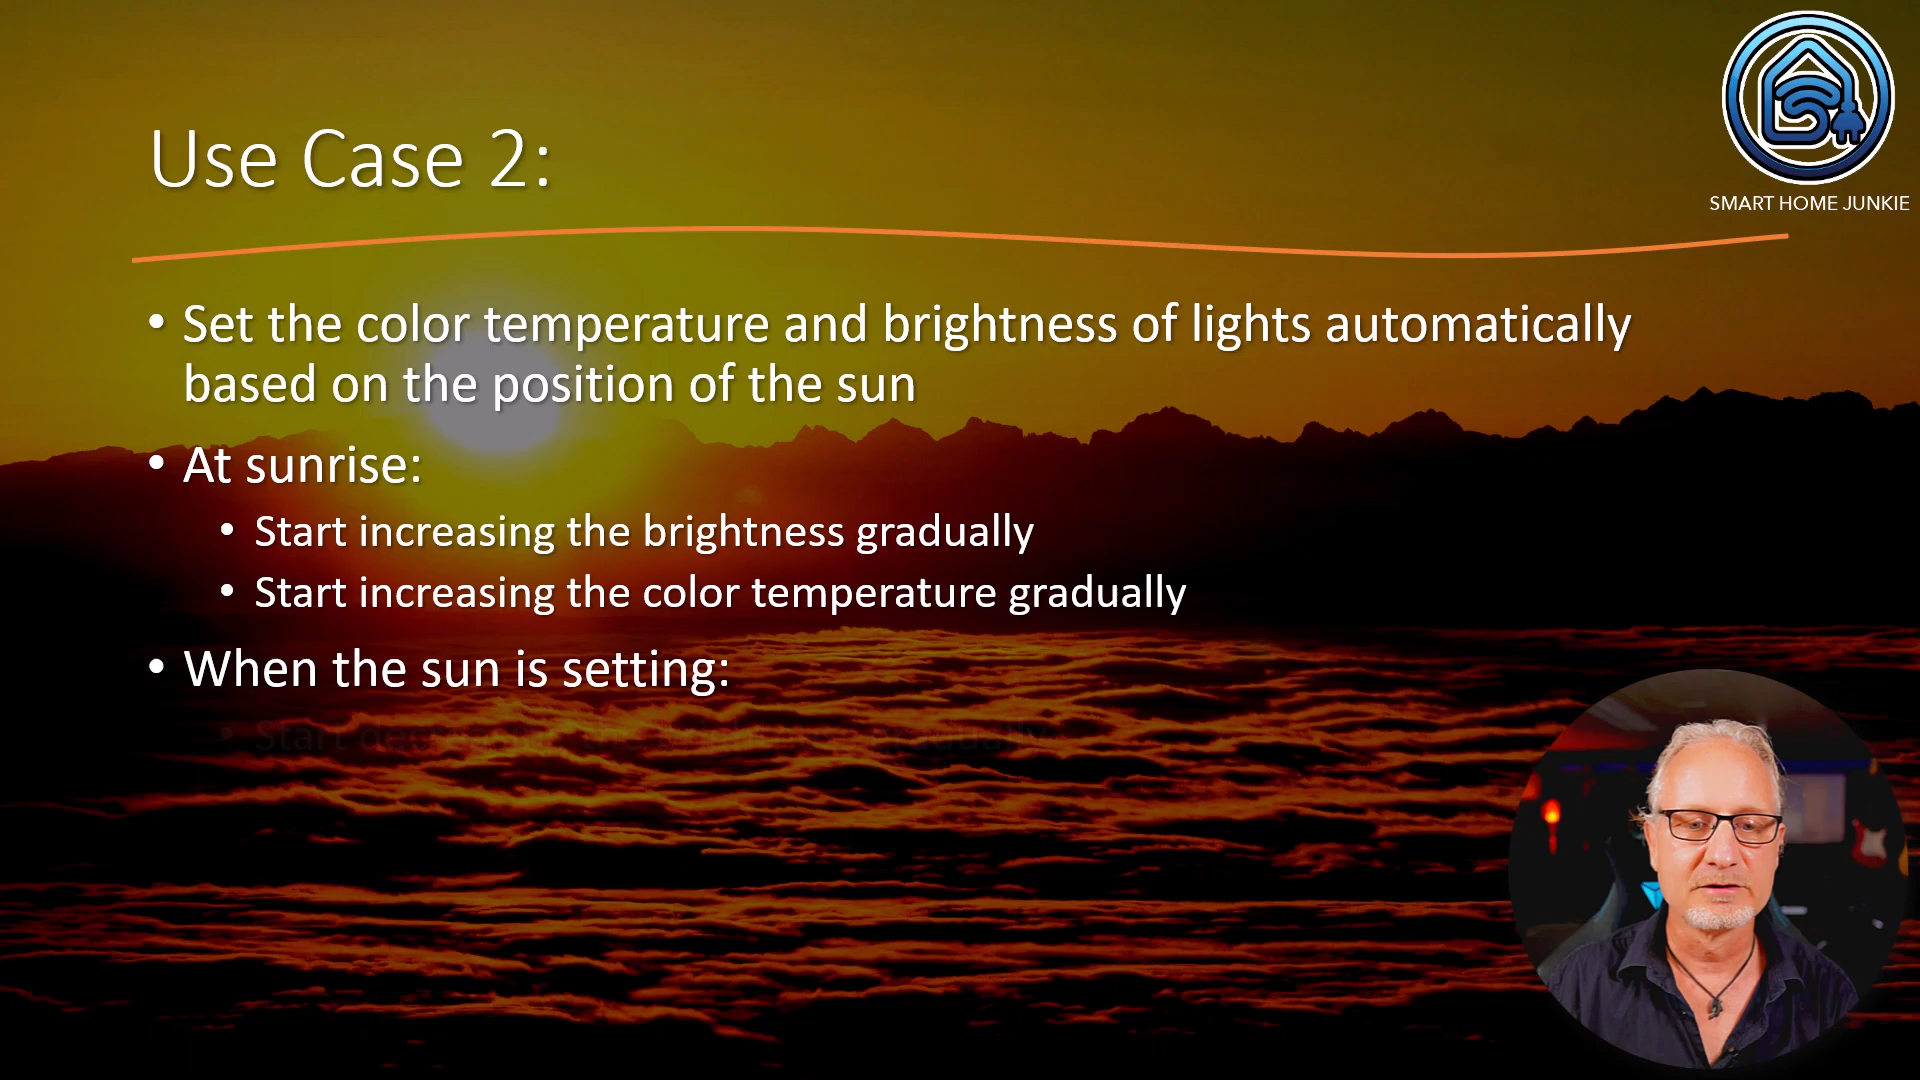 SMART HOME JUNKIE
Use Case 2:
• Set the color temperature and brightness of lights automatically
based on the position of the sun
• At sunrise:
• Start increasing the brightness gradually
• Start increasing the color temperature gradually
• When the sun is setting:
• Start gradually